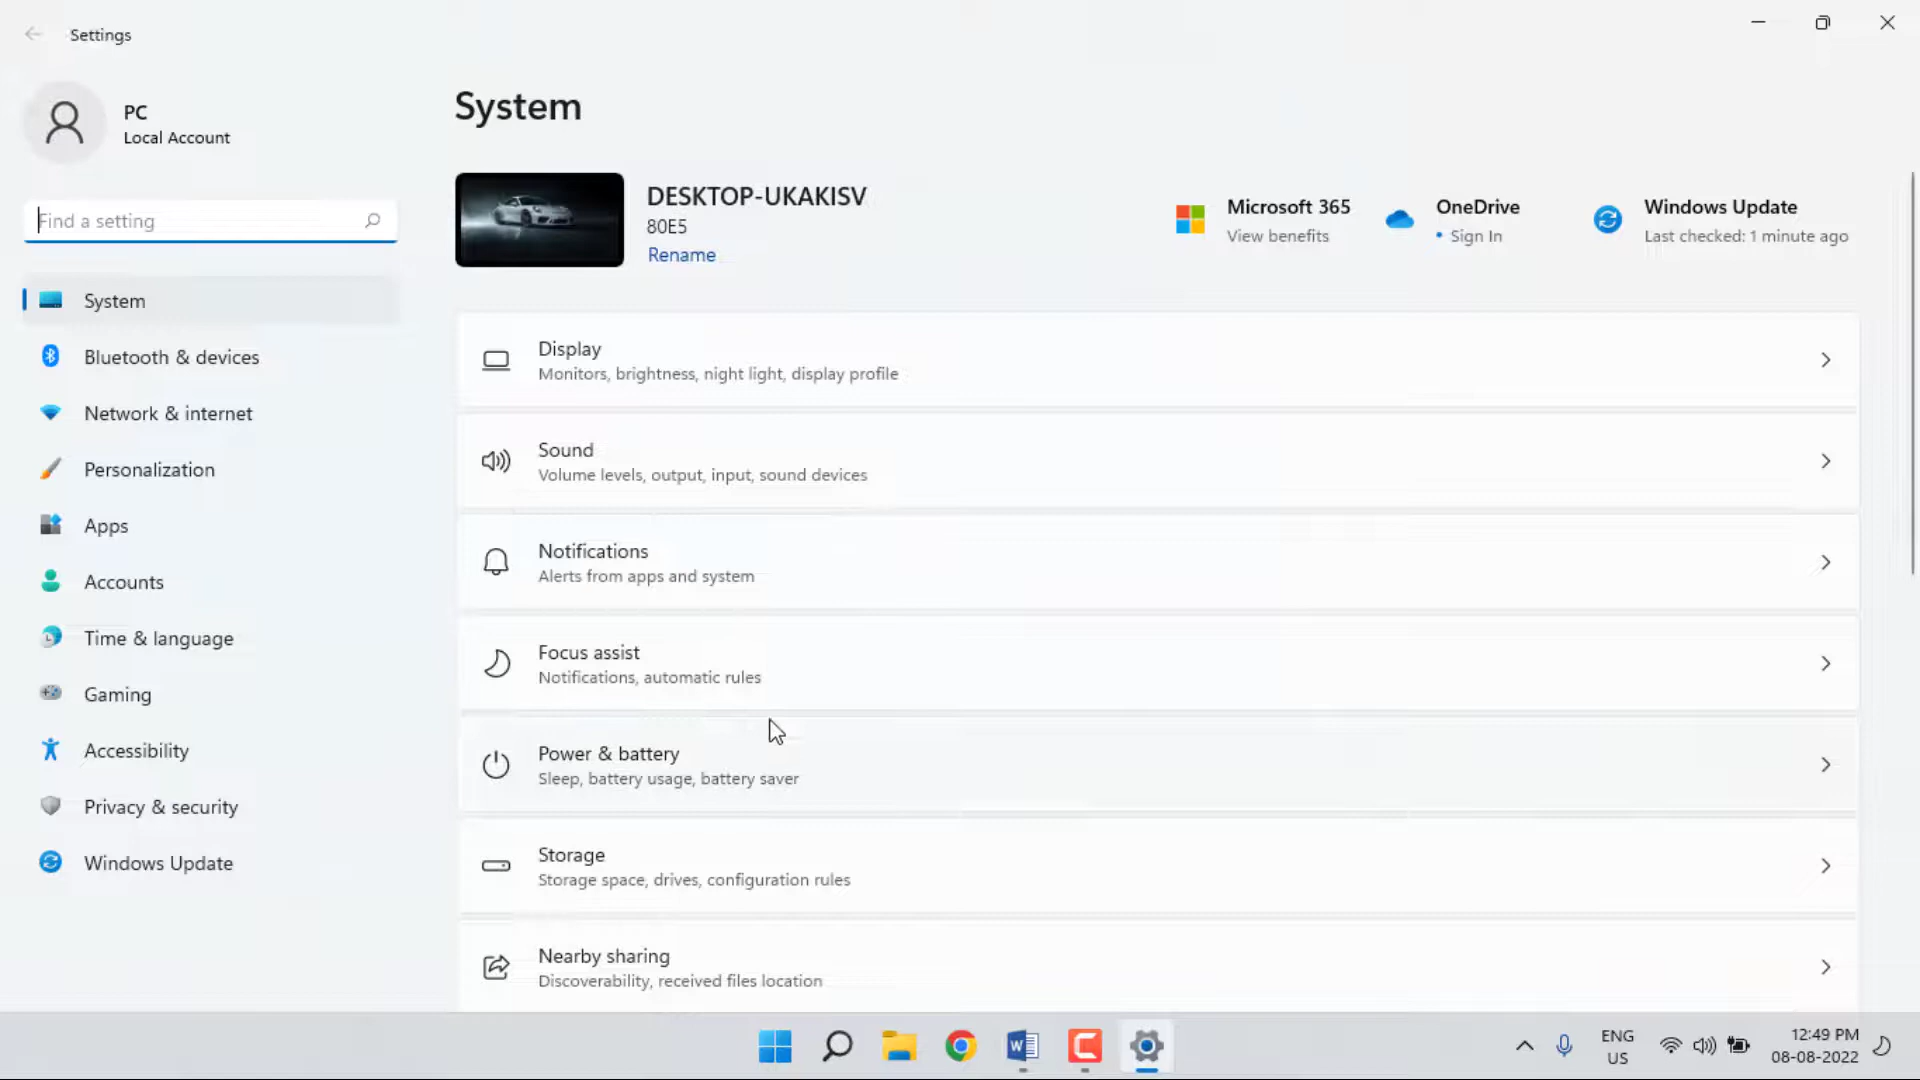 Settings
PC
Local Account
Find a setting
System
Bluetooth & devices
Network & internet
Personalization
Apps
Accounts
Time & language
Gaming
Accessibility
Privacy & security
Windows Update
System
DESKTOP-UKAKISV
80E5
Rename
Microsoft 365
View benefits
OneDrive
• Sign In
Windows Update
Last checked: 1 minute ago
Display
Monitors, brightness, night light, display profile
Sound
Volume levels, output, input, sound devices
Notifications
Alerts from apps and system
Focus assist
Notifications, automatic rules
Power & battery
Sleep, battery usage, battery saver
Storage
Storage space, drives, configuration rules
Nearby sharing
Discoverability, received files location
ENG
US
12:49 PM
08-08-2022